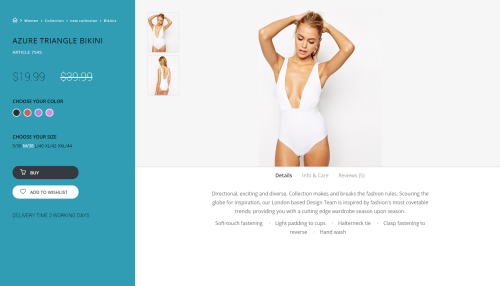 Women Collection new collection Bikinis
AZURE TRIANGLE BIKINI
ARTICLE 7545
$19.99 $39.99
CHOOSE YOUR COLOR
CHOOSE YOUR SIZE
S/36 M/38 L/40 XL/42 XXL/44
BUY
ADD TO WISHLIST
DELIVERY TIME 3 WORKING DAYS
Details Info & Care Reviews (5)
Directional, exciting and diverse, Collection makes and breaks the fashion rules. Scouring the
globe for inspiration, our London based Design Team is inspired by fashion's most covetable
trends; providing you with a cutting edge wardrobe season upon season.
Soft-touch fastening · Light padding to cups · Halterneck tie · Clasp fastening to
reverse · Hand wash